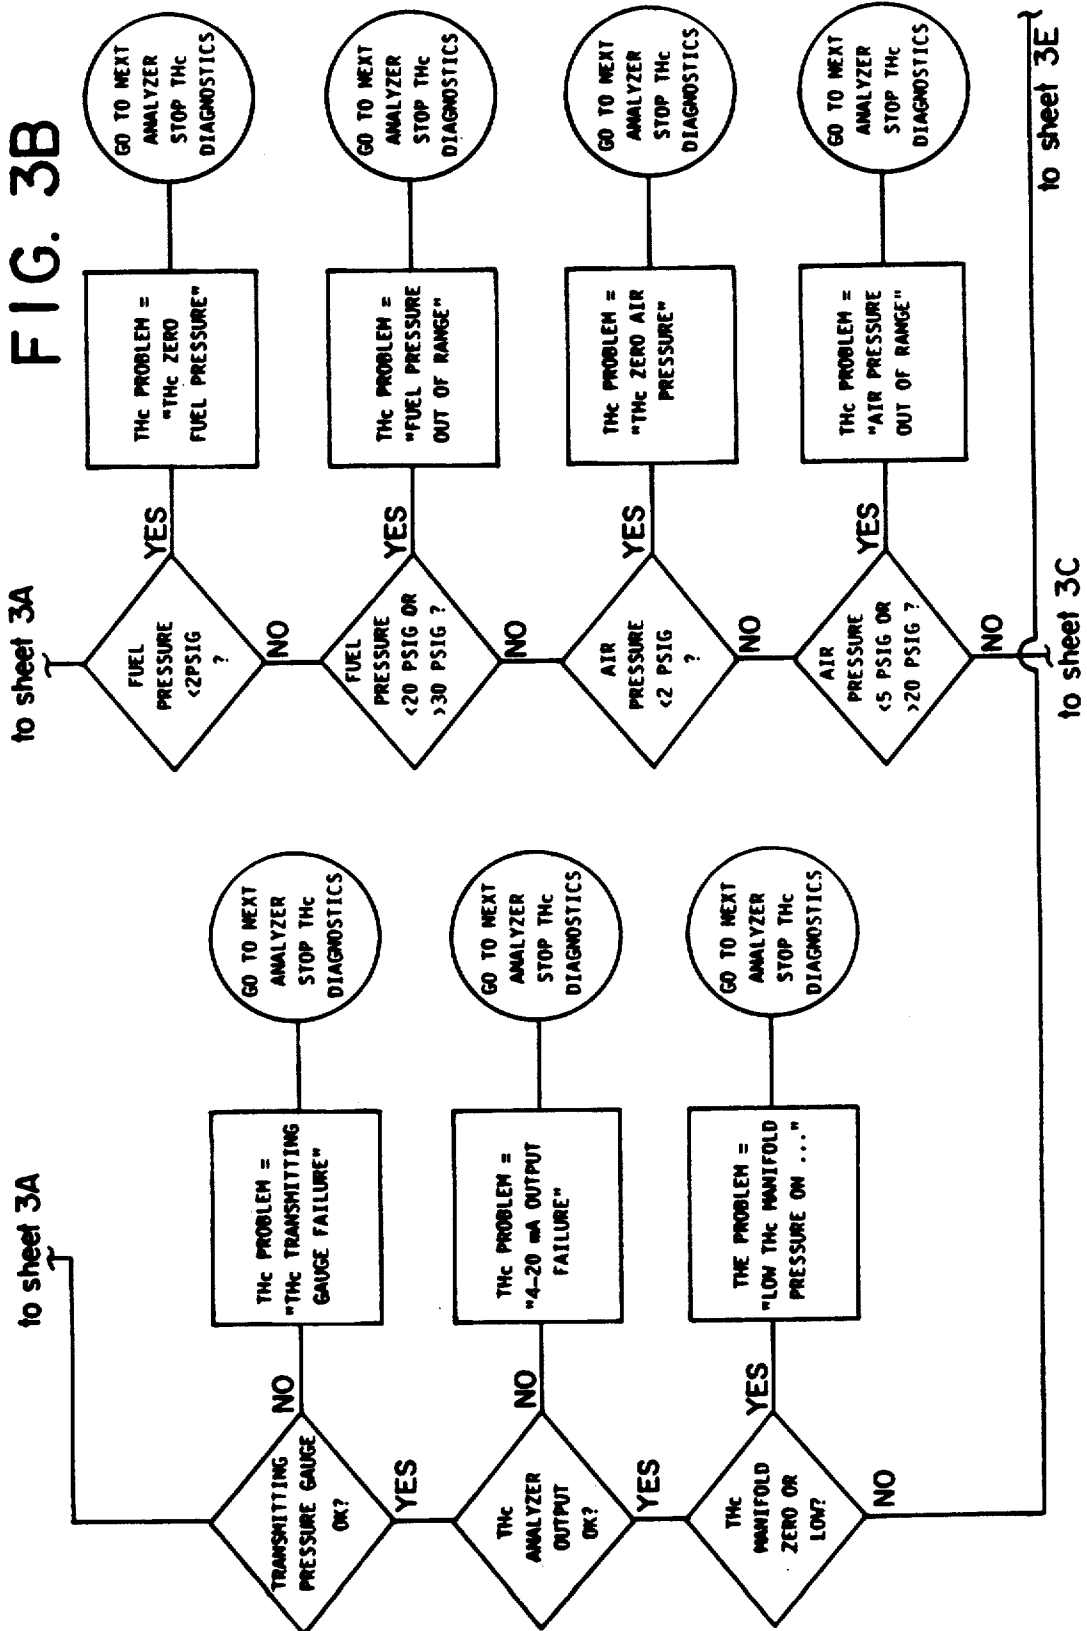 FIG. 3B
to sheet 3A
TRANSMITTING
PRESSURE GAUGE
OK?
NO
THc PROBLEM =
"THc TRANSMITTING
GAUGE FAILURE"
GO TO NEXT
ANALYZER
STOP THc
DIAGNOSTICS
YES
THc
ANALYZER
OUTPUT
OK?
NO
THc PROBLEM =
"4-20 mA OUTPUT
FAILURE"
GO TO NEXT
ANALYZER
STOP THc
DIAGNOSTICS
YES
THc
MANIFOLD
ZERO OR
LOW?
YES
THE PROBLEM =
"LOW THc MANIFOLD
PRESSURE ON ..."
GO TO NEXT
ANALYZER
STOP THc
DIAGNOSTICS
NO
to sheet 3A
FUEL
PRESSURE
<2PSIG
?
YES
THc PROBLEM =
"THc ZERO
FUEL PRESSURE"
GO TO NEXT
ANALYZER
STOP THc
DIAGNOSTICS
NO
FUEL
PRESSURE
<20 PSIG OR
>30 PSIG ?
YES
THc PROBLEM =
"FUEL PRESSURE
OUT OF RANGE"
GO TO NEXT
ANALYZER
STOP THc
DIAGNOSTICS
NO
AIR
PRESSURE
<2 PSIG
?
YES
THc PROBLEM =
"THc ZERO AIR
PRESSURE"
GO TO NEXT
ANALYZER
STOP THc
DIAGNOSTICS
NO
AIR
PRESSURE
<5 PSIG OR
>20 PSIG ?
YES
THc PROBLEM =
"AIR PRESSURE
OUT OF RANGE"
GO TO NEXT
ANALYZER
STOP THc
DIAGNOSTICS
NO
to sheet 3C
to sheet 3E